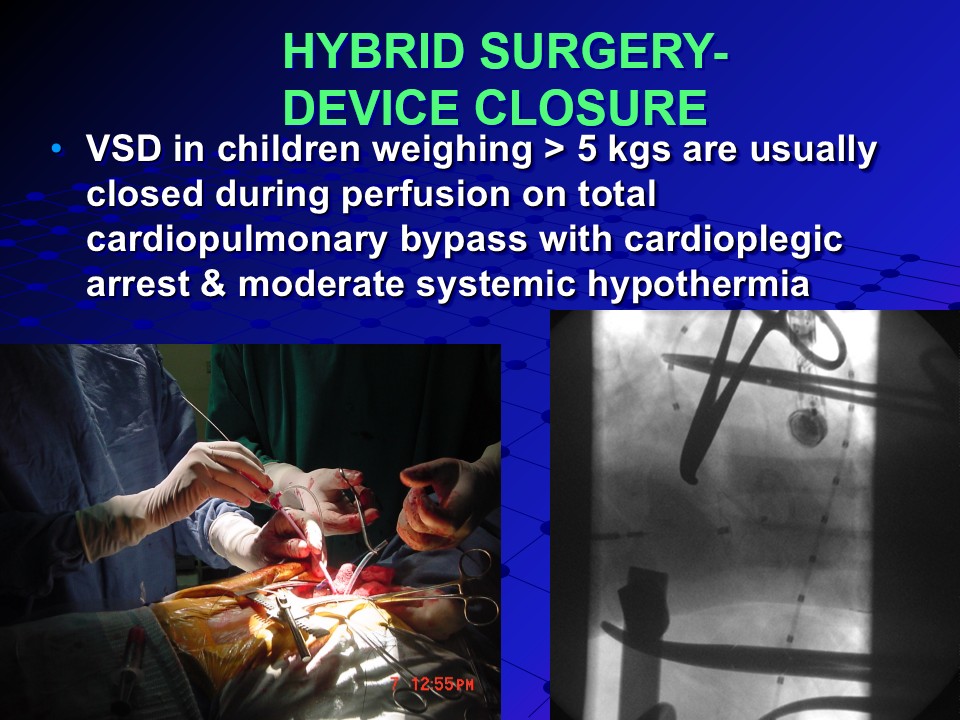 HYBRID SURGERY-
DEVICE CLOSURE
• VSD in children weighing > 5 kgs are usually
closed during perfusion on total
cardiopulmonary bypass with cardioplegic
arrest & moderate systemic hypothermia
7 12:55PM